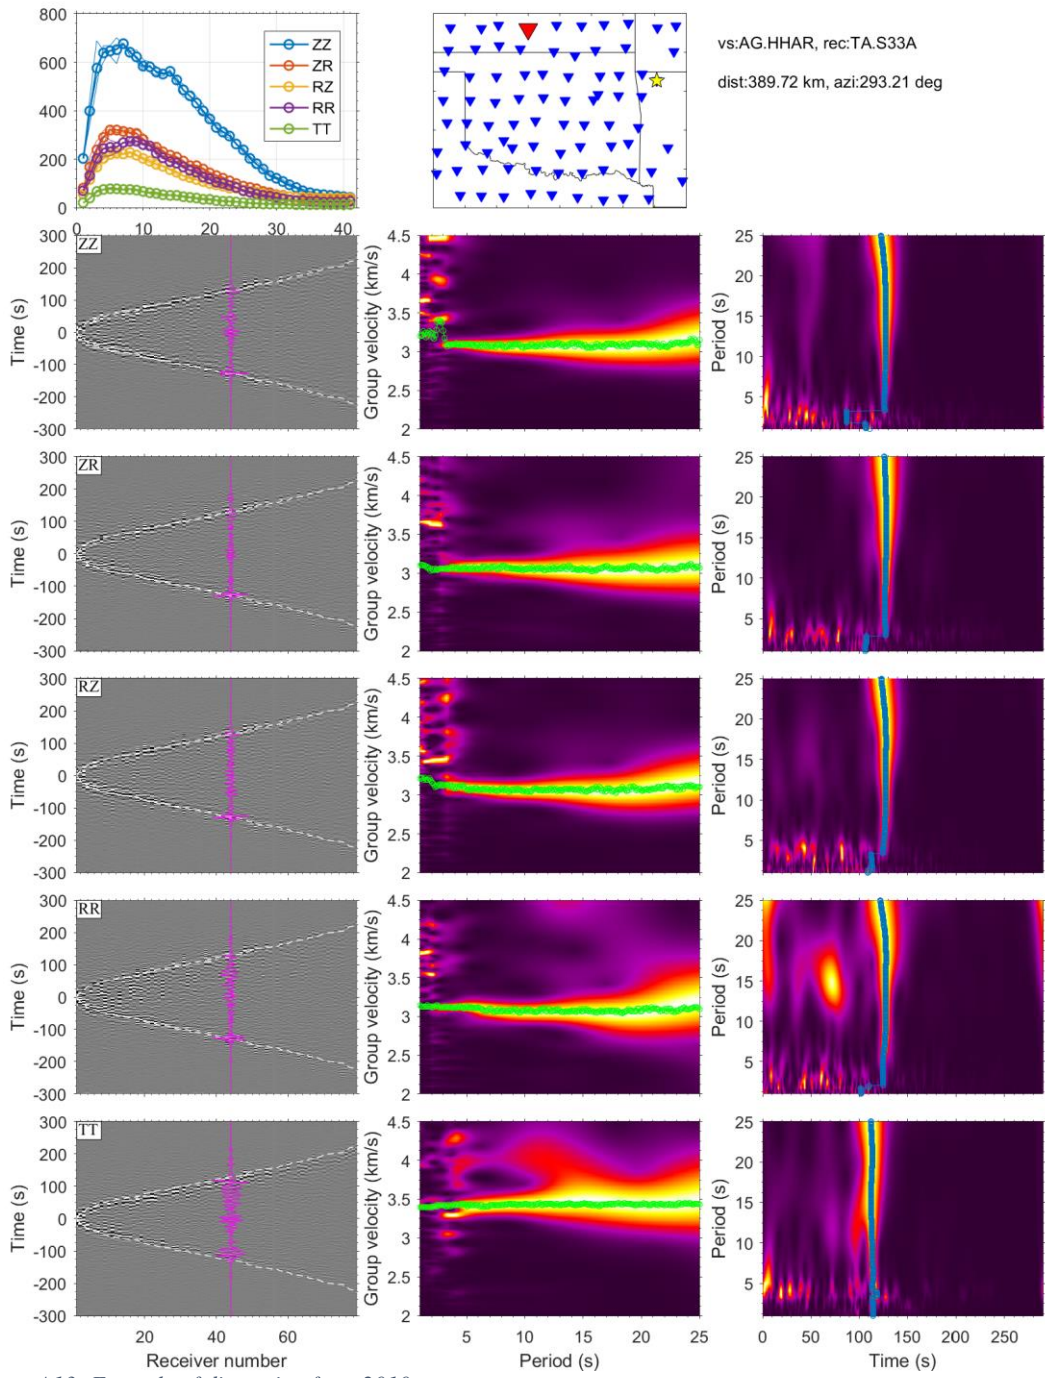 800
600
400
200
0
0 10 20 30 40
ZZ
ZR
RZ
RR
TT
vs:AG.HHAR, rec:TA.S33A
dist:389.72 km, azi:293.21 deg
ZZ
300
200
100
0
-100
-200
-300
Time (s)
4.5
4
3.5
3
2.5
2
Group velocity (km/s)
25
20
15
10
5
Period (s)
ZR
300
200
100
0
-100
-200
-300
Time (s)
4.5
4
3.5
3
2.5
2
Group velocity (km/s)
25
20
15
10
5
Period (s)
RZ
300
200
100
0
-100
-200
-300
Time (s)
4.5
4
3.5
3
2.5
2
Group velocity (km/s)
25
20
15
10
5
Period (s)
RR
300
200
100
0
-100
-200
-300
Time (s)
4.5
4
3.5
3
2.5
2
Group velocity (km/s)
25
20
15
10
5
Period (s)
TT
300
200
100
0
-100
-200
-300
Time (s)
4.5
4
3.5
3
2.5
2
Group velocity (km/s)
25
20
15
10
5
Period (s)
20 40 60
Receiver number
5 10 15 20 25
Period (s)
0 50 100 150 200 250
Time (s)